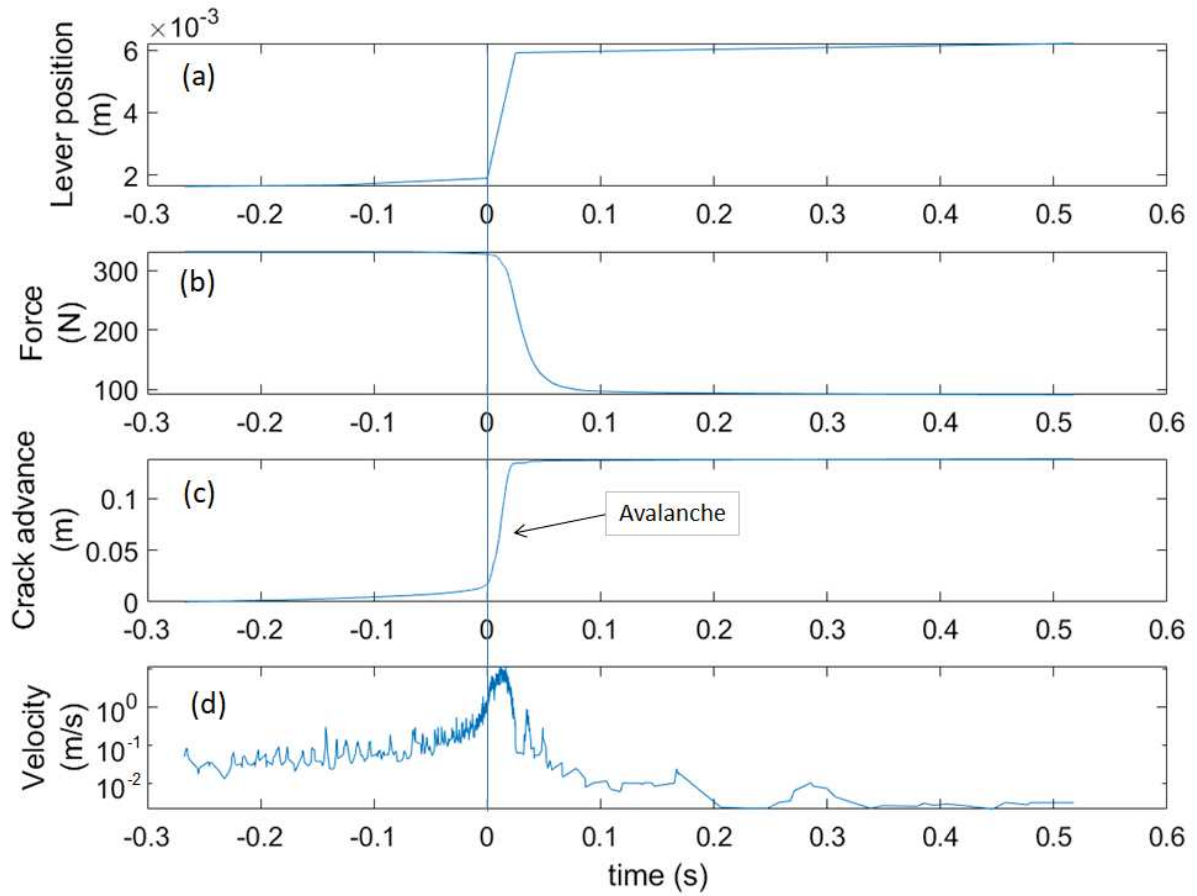 × 10⁻³
6
4
2
Lever position
(m)
(a)
-0.3 -0.2 -0.1 0 0.1 0.2 0.3 0.4 0.5 0.6
300
200
100
Force
(N)
(b)
-0.3 -0.2 -0.1 0 0.1 0.2 0.3 0.4 0.5 0.6
0.1
0.05
0
Crack advance
(m)
(c)
Avalanche
-0.3 -0.2 -0.1 0 0.1 0.2 0.3 0.4 0.5 0.6
10⁰
10⁻¹
10⁻²
Velocity
(m/s)
(d)
-0.3 -0.2 -0.1 0 0.1 0.2 0.3 0.4 0.5 0.6
time (s)